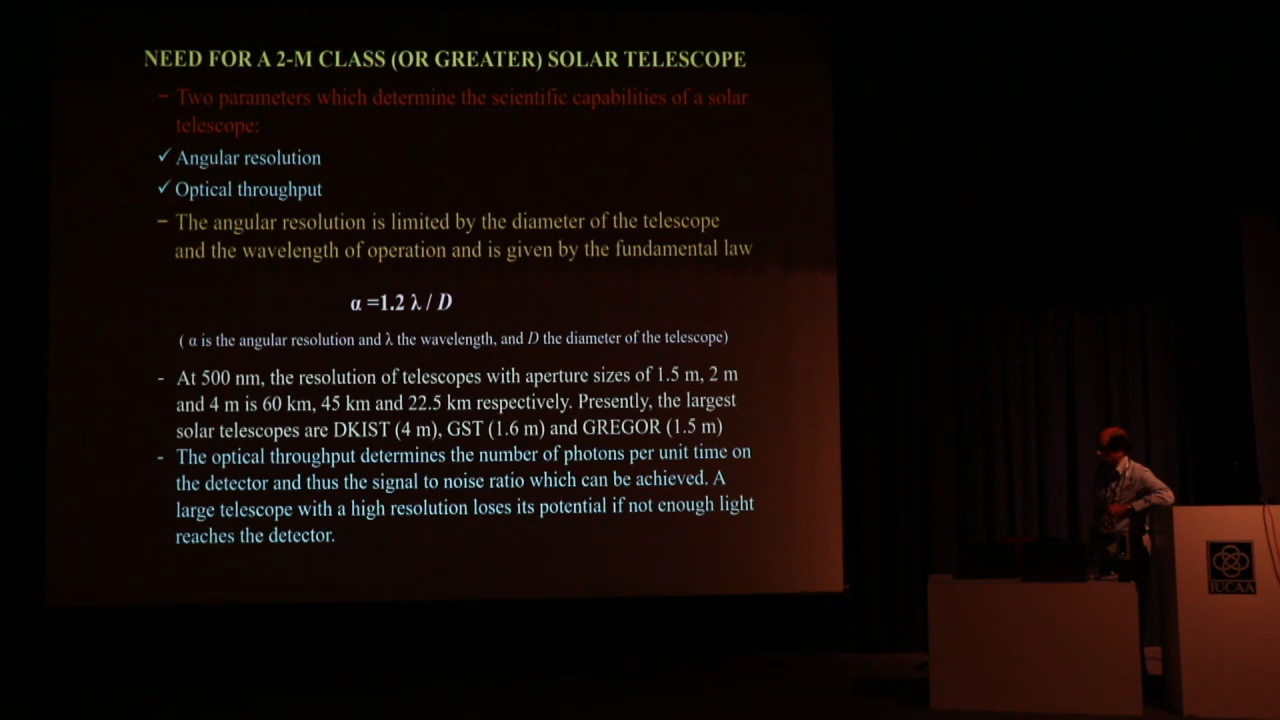 NEED FOR A 2-M CLASS (OR GREATER) SOLAR TELESCOPE
– Two parameters which determine the scientific capabilities of a solar
telescope:
✓ Angular resolution
✓ Optical throughput
– The angular resolution is limited by the diameter of the telescope
and the wavelength of operation and is given by the fundamental law
α =1.2 λ / D
( α is the angular resolution and λ the wavelength, and D the diameter of the telescope)
- At 500 nm, the resolution of telescopes with aperture sizes of 1.5 m, 2 m
and 4 m is 60 km, 45 km and 22.5 km respectively. Presently, the largest
solar telescopes are DKIST (4 m), GST (1.6 m) and GREGOR (1.5 m)
- The optical throughput determines the number of photons per unit time on
the detector and thus the signal to noise ratio which can be achieved. A
large telescope with a high resolution loses its potential if not enough light
reaches the detector.
IUCAA